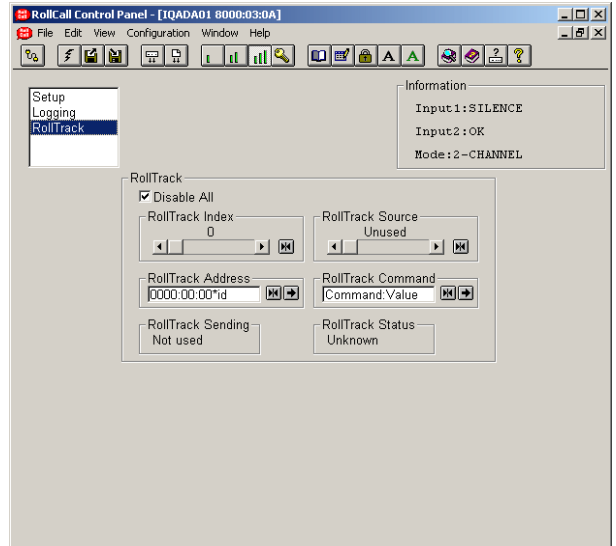 RollCall Control Panel - [IQADA01 8000:03:0A]
File Edit View Configuration Window Help
A A
Setup
Logging
RollTrack
Information
Input1:SILENCE
Input2:OK
Mode:2-CHANNEL
RollTrack
Disable All
RollTrack Index
0
RollTrack Source
Unused
RollTrack Address
0000:00:00*id
RollTrack Command
Command:Value
RollTrack Sending
Not used
RollTrack Status
Unknown